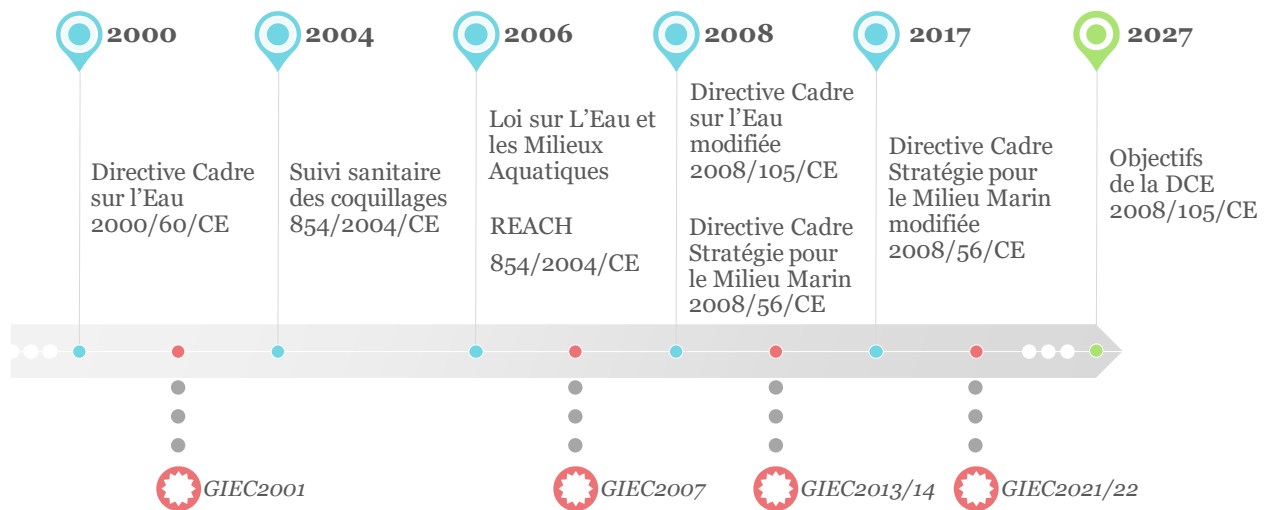 2000
Directive Cadre
sur l’Eau
2000/60/CE
2004
Suivi sanitaire
des coquillages
854/2004/CE
2006
Loi sur L’Eau et
les Milieux
Aquatiques
REACH
854/2004/CE
2008
Directive Cadre
sur l’Eau
modifiée
2008/105/CE
Directive Cadre
Stratégie pour
le Milieu Marin
2008/56/CE
2017
Directive Cadre
Stratégie pour
le Milieu Marin
modifiée
2008/56/CE
2027
Objectifs
de la DCE
2008/105/CE
GIEC2001
GIEC2007
GIEC2013/14
GIEC2021/22